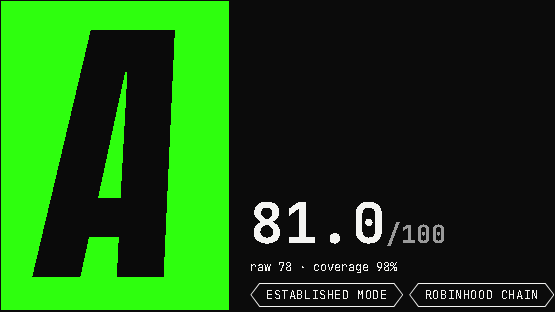 A
81.0/100
raw 78 · coverage 98%
ESTABLISHED MODE
ROBINHOOD CHAIN